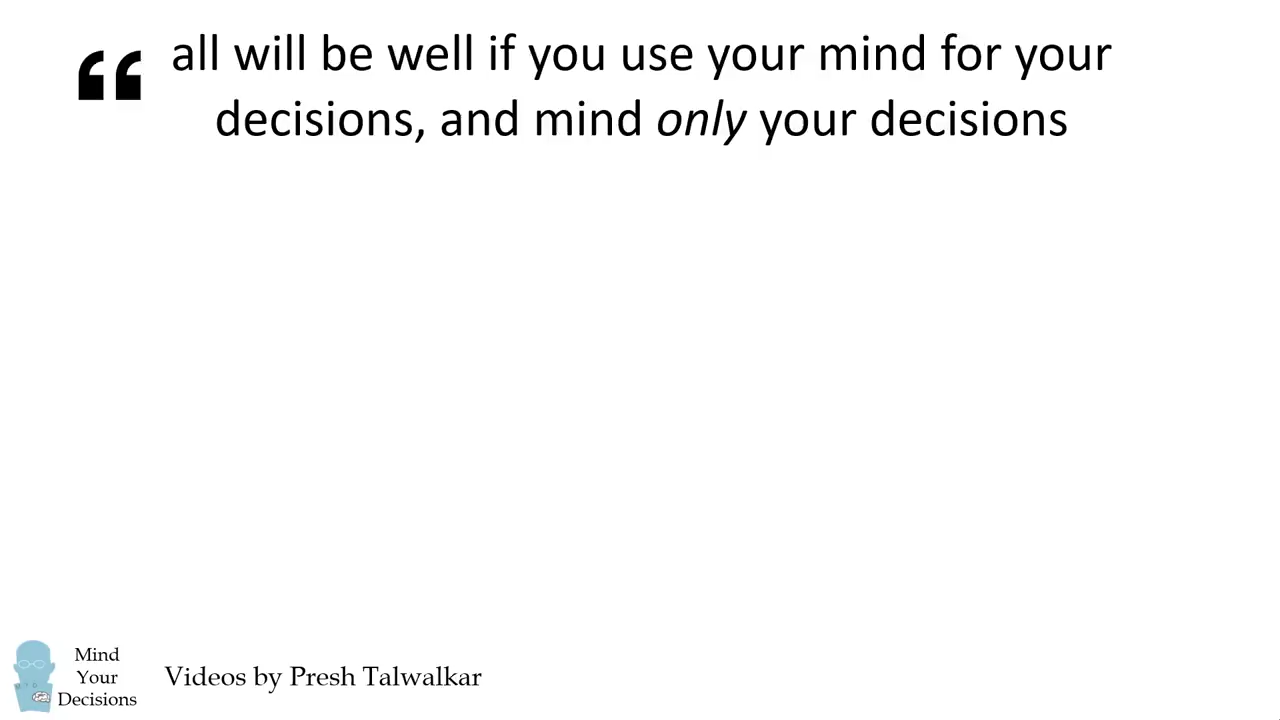 “ all will be well if you use your mind for your
decisions, and mind only your decisions
Mind
Your
Decisions
Videos by Presh Talwalkar